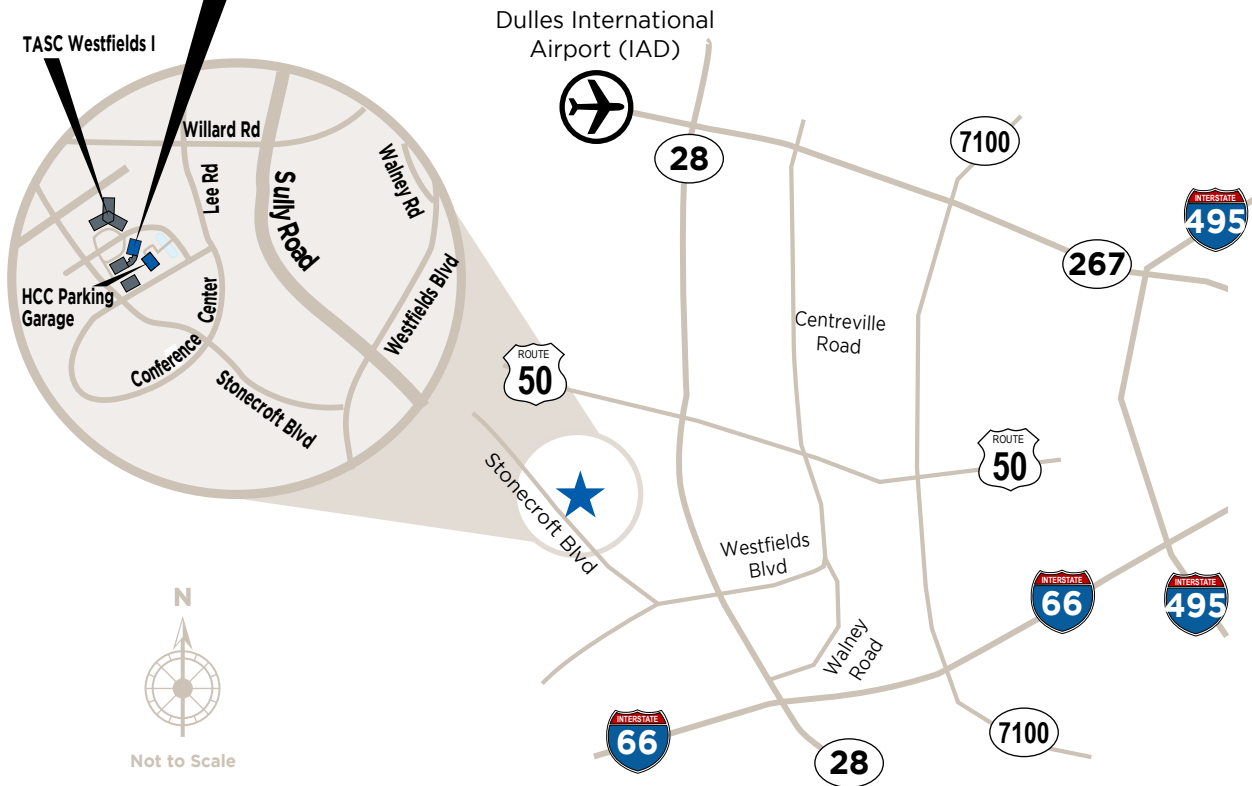 Dulles International
Airport (IAD)
TASC Westfields I
Willard Rd
Lee Rd
Sully Road
Walney Rd
HCC Parking
Garage
Center
Conference
Westfields Blvd
Stonecroft Blvd
28
7100
INTERSTATE
495
267
Centreville
Road
ROUTE
50
ROUTE
50
Stonecroft Blvd
Westfields
Blvd
INTERSTATE
66
INTERSTATE
495
Walney
Road
N
Not to Scale
INTERSTATE
66
7100
28